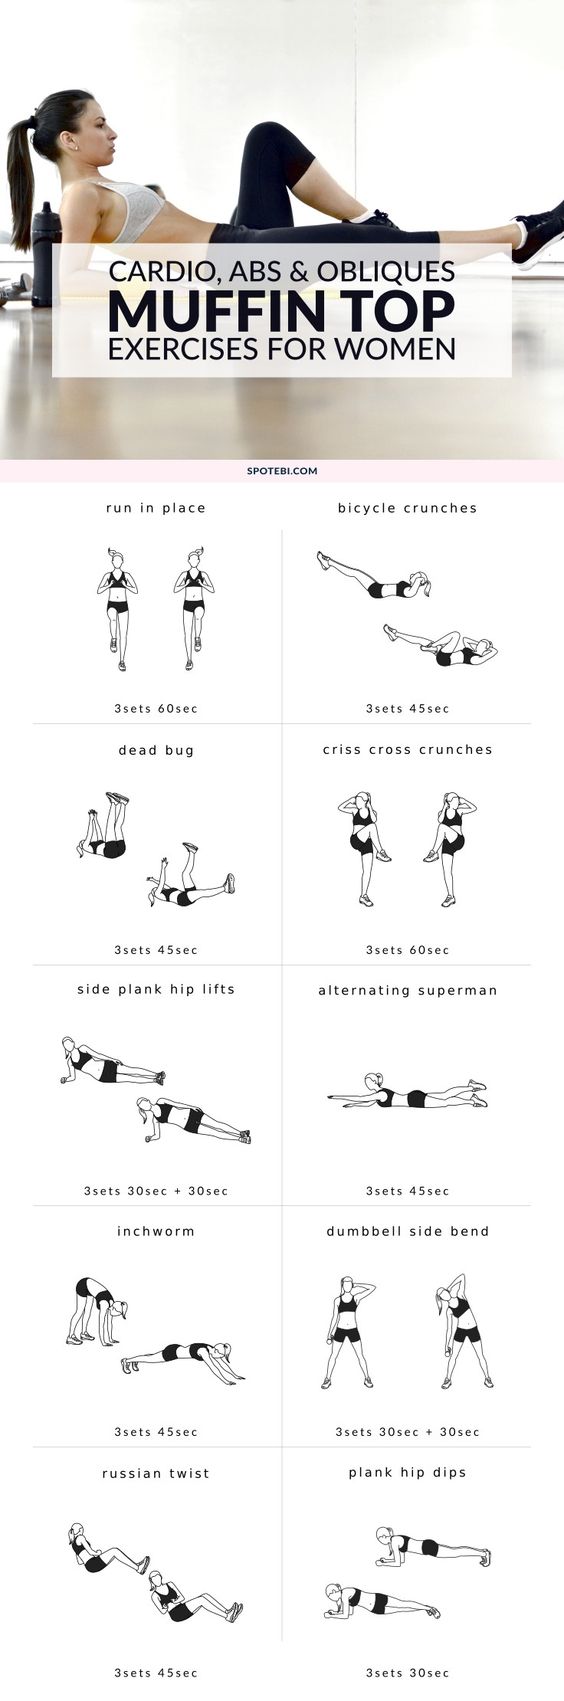 CARDIO, ABS & OBLIQUES
MUFFIN TOP
EXERCISES FOR WOMEN
SPOTEBI.COM
run in place
3sets 60sec
bicycle crunches
3sets 45sec
dead bug
3sets 45sec
criss cross crunches
3sets 60sec
side plank hip lifts
3sets 30sec + 30sec
alternating superman
3sets 45sec
inchworm
3sets 45sec
dumbbell side bend
3sets 30sec + 30sec
russian twist
3sets 45sec
plank hip dips
3sets 30sec